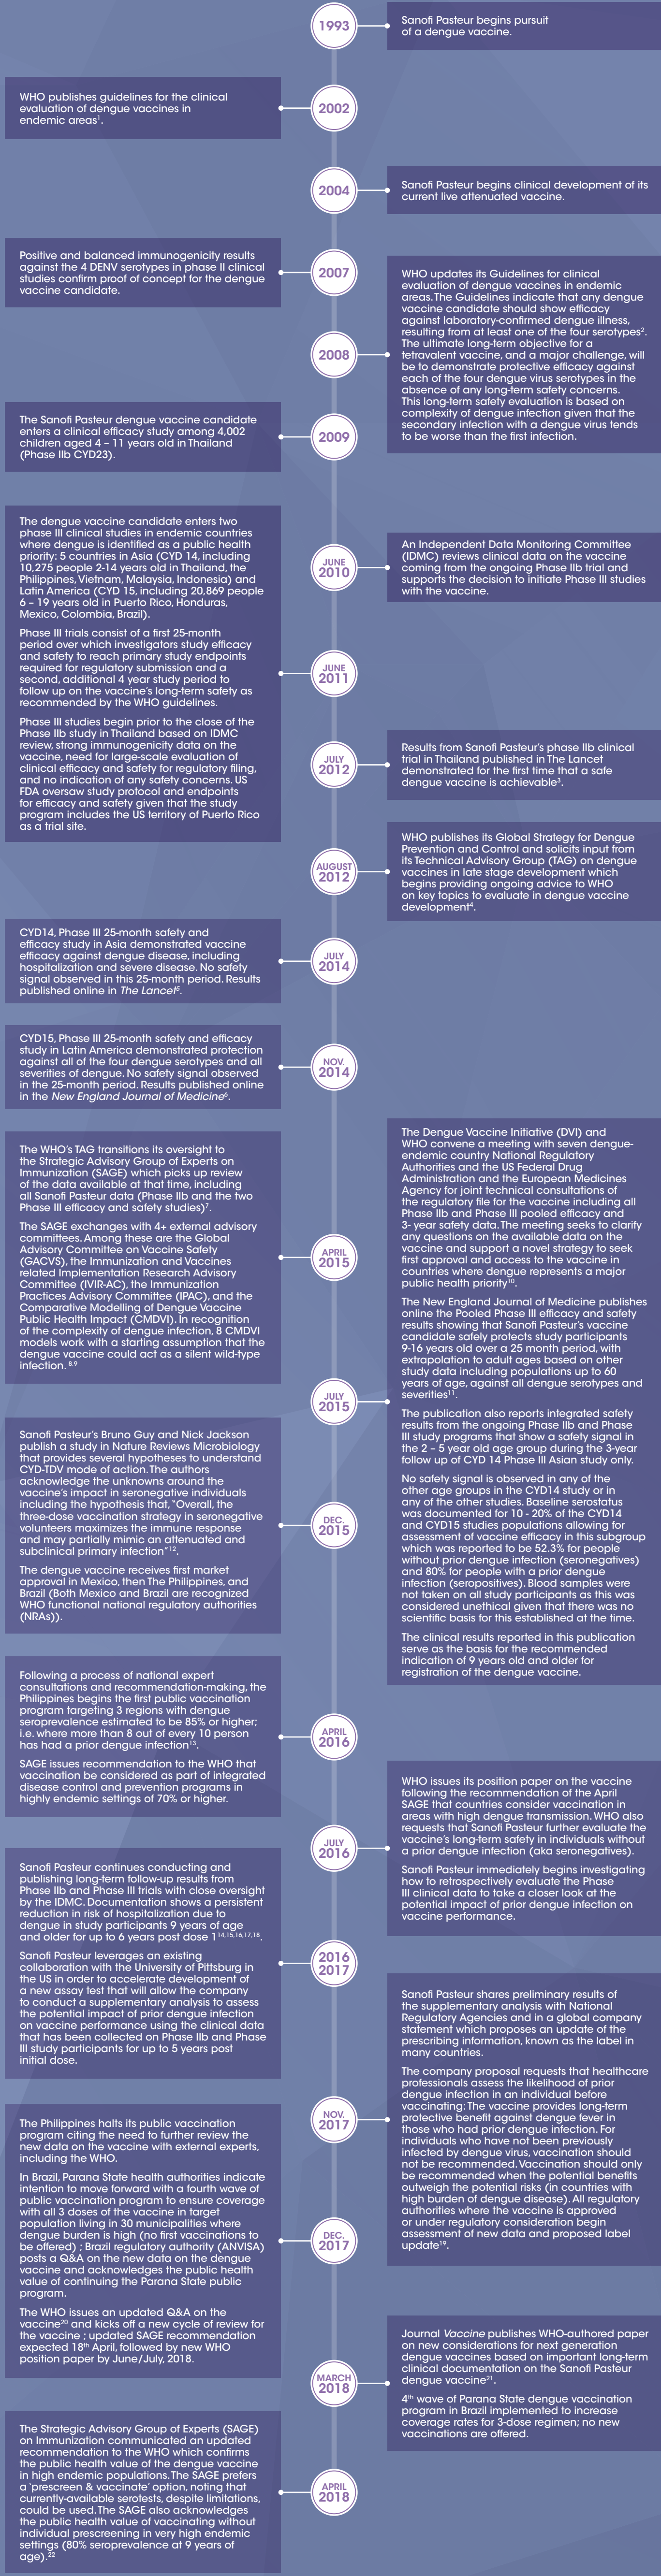 1993
Sanofi Pasteur begins pursuit
of a dengue vaccine.
WHO publishes guidelines for the clinical
evaluation of dengue vaccines in
endemic areas1.
2002
2004
Sanofi Pasteur begins clinical development of its
current live attenuated vaccine.
Positive and balanced immunogenicity results
against the 4 DENV serotypes in phase II clinical
studies confirm proof of concept for the dengue
vaccine candidate.
2007
2008
WHO updates its Guidelines for clinical
evaluation of dengue vaccines in endemic
areas. The Guidelines indicate that any dengue
vaccine candidate should show efficacy
against laboratory-confirmed dengue illness,
resulting from at least one of the four serotypes2.
The ultimate long-term objective for a
tetravalent vaccine, and a major challenge, will
be to demonstrate protective efficacy against
each of the four dengue virus serotypes in the
absence of any long-term safety concerns.
This long-term safety evaluation is based on
complexity of dengue infection given that the
secondary infection with a dengue virus tends
to be worse than the first infection.
The Sanofi Pasteur dengue vaccine candidate
enters a clinical efficacy study among 4,002
children aged 4 – 11 years old in Thailand
(Phase IIb CYD23).
2009
JUNE
2010
An Independent Data Monitoring Committee
(IDMC) reviews clinical data on the vaccine
coming from the ongoing Phase IIb trial and
supports the decision to initiate Phase III studies
with the vaccine.
The dengue vaccine candidate enters two
phase III clinical studies in endemic countries
where dengue is identified as a public health
priority: 5 countries in Asia (CYD 14, including
10,275 people 2-14 years old in Thailand, the
Philippines, Vietnam, Malaysia, Indonesia) and
Latin America (CYD 15, including 20,869 people
6 – 19 years old in Puerto Rico, Honduras,
Mexico, Colombia, Brazil).
Phase III trials consist of a first 25-month
period over which investigators study efficacy
and safety to reach primary study endpoints
required for regulatory submission and a
second, additional 4 year study period to
follow up on the vaccine's long-term safety as
recommended by the WHO guidelines.
Phase III studies begin prior to the close of the
Phase IIb study in Thailand based on IDMC
review, strong immunogenicity data on the
vaccine, need for large-scale evaluation of
clinical efficacy and safety for regulatory filing,
and no indication of any safety concerns. US
FDA oversaw study protocol and endpoints
for efficacy and safety given that the study
program includes the US territory of Puerto Rico
as a trial site.
JUNE
2011
JULY
2012
Results from Sanofi Pasteur's phase IIb clinical
trial in Thailand published in The Lancet
demonstrated for the first time that a safe
dengue vaccine is achievable3.
AUGUST
2012
WHO publishes its Global Strategy for Dengue
Prevention and Control and solicits input from
its Technical Advisory Group (TAG) on dengue
vaccines in late stage development which
begins providing ongoing advice to WHO
on key topics to evaluate in dengue vaccine
development4.
CYD14, Phase III 25-month safety and
efficacy study in Asia demonstrated vaccine
efficacy against dengue disease, including
hospitalization and severe disease. No safety
signal observed in this 25-month period. Results
published online in The Lancet5.
JULY
2014
CYD15, Phase III 25-month safety and efficacy
study in Latin America demonstrated protection
against all of the four dengue serotypes and all
severities of dengue. No safety signal observed
in the 25-month period. Results published online
in the New England Journal of Medicine6.
NOV.
2014
The WHO's TAG transitions its oversight to
the Strategic Advisory Group of Experts on
Immunization (SAGE) which picks up review
of the data available at that time, including
all Sanofi Pasteur data (Phase IIb and the two
Phase III efficacy and safety studies)7.
The SAGE exchanges with 4+ external advisory
committees. Among these are the Global
Advisory Committee on Vaccine Safety
(GACVS), the Immunization and Vaccines
related Implementation Research Advisory
Committee (IVIR-AC), the Immunization
Practices Advisory Committee (IPAC), and the
Comparative Modelling of Dengue Vaccine
Public Health Impact (CMDVI). In recognition
of the complexity of dengue infection, 8 CMDVI
models work with a starting assumption that the
dengue vaccine could act as a silent wild-type
infection. 8,9
APRIL
2015
JULY
2015
The Dengue Vaccine Initiative (DVI) and
WHO convene a meeting with seven dengue-
endemic country National Regulatory
Authorities and the US Federal Drug
Administration and the European Medicines
Agency for joint technical consultations of
the regulatory file for the vaccine including all
Phase IIb and Phase III pooled efficacy and
3- year safety data. The meeting seeks to clarify
any questions on the available data on the
vaccine and support a novel strategy to seek
first approval and access to the vaccine in
countries where dengue represents a major
public health priority10.
The New England Journal of Medicine publishes
online the Pooled Phase III efficacy and safety
results showing that Sanofi Pasteur's vaccine
candidate safely protects study participants
9-16 years old over a 25 month period, with
extrapolation to adult ages based on other
study data including populations up to 60
years of age, against all dengue serotypes and
severities11.
The publication also reports integrated safety
results from the ongoing Phase IIb and Phase
III study programs that show a safety signal in
the 2 – 5 year old age group during the 3-year
follow up of CYD 14 Phase III Asian study only.
No safety signal is observed in any of the
other age groups in the CYD14 study or in
any of the other studies. Baseline serostatus
was documented for 10 - 20% of the CYD14
and CYD15 studies populations allowing for
assessment of vaccine efficacy in this subgroup
which was reported to be 52.3% for people
without prior dengue infection (seronegatives)
and 80% for people with a prior dengue
infection (seropositives). Blood samples were
not taken on all study participants as this was
considered unethical given that there was no
scientific basis for this established at the time.
The clinical results reported in this publication
serve as the basis for the recommended
indication of 9 years old and older for
registration of the dengue vaccine.
Sanofi Pasteur's Bruno Guy and Nick Jackson
publish a study in Nature Reviews Microbiology
that provides several hypotheses to understand
CYD-TDV mode of action. The authors
acknowledge the unknowns around the
vaccine's impact in seronegative individuals
including the hypothesis that, "Overall, the
three-dose vaccination strategy in seronegative
volunteers maximizes the immune response
and may partially mimic an attenuated and
subclinical primary infection"12.
The dengue vaccine receives first market
approval in Mexico, then The Philippines, and
Brazil (Both Mexico and Brazil are recognized
WHO functional national regulatory authorities
(NRAs)).
DEC.
2015
Following a process of national expert
consultations and recommendation-making, the
Philippines begins the first public vaccination
program targeting 3 regions with dengue
seroprevalence estimated to be 85% or higher;
i.e. where more than 8 out of every 10 person
has had a prior dengue infection13.
SAGE issues recommendation to the WHO that
vaccination be considered as part of integrated
disease control and prevention programs in
highly endemic settings of 70% or higher.
APRIL
2016
JULY
2016
WHO issues its position paper on the vaccine
following the recommendation of the April
SAGE that countries consider vaccination in
areas with high dengue transmission. WHO also
requests that Sanofi Pasteur further evaluate the
vaccine's long-term safety in individuals without
a prior dengue infection (aka seronegatives).
Sanofi Pasteur immediately begins investigating
how to retrospectively evaluate the Phase
III clinical data to take a closer look at the
potential impact of prior dengue infection on
vaccine performance.
Sanofi Pasteur continues conducting and
publishing long-term follow-up results from
Phase IIb and Phase III trials with close oversight
by the IDMC. Documentation shows a persistent
reduction in risk of hospitalization due to
dengue in study participants 9 years of age
and older for up to 6 years post dose 114,15,16,17,18.
Sanofi Pasteur leverages an existing
collaboration with the University of Pittsburg in
the US in order to accelerate development of
a new assay test that will allow the company
to conduct a supplementary analysis to assess
the potential impact of prior dengue infection
on vaccine performance using the clinical data
that has been collected on Phase IIb and Phase
III study participants for up to 5 years post
initial dose.
2016
2017
NOV.
2017
Sanofi Pasteur shares preliminary results of
the supplementary analysis with National
Regulatory Agencies and in a global company
statement which proposes an update of the
prescribing information, known as the label in
many countries.
The company proposal requests that healthcare
professionals assess the likelihood of prior
dengue infection in an individual before
vaccinating: The vaccine provides long-term
protective benefit against dengue fever in
those who had prior dengue infection. For
individuals who have not been previously
infected by dengue virus, vaccination should
not be recommended. Vaccination should only
be recommended when the potential benefits
outweigh the potential risks (in countries with
high burden of dengue disease). All regulatory
authorities where the vaccine is approved
or under regulatory consideration begin
assessment of new data and proposed label
update19.
The Philippines halts its public vaccination
program citing the need to further review the
new data on the vaccine with external experts,
including the WHO.
In Brazil, Parana State health authorities indicate
intention to move forward with a fourth wave of
public vaccination program to ensure coverage
with all 3 doses of the vaccine in target
population living in 30 municipalities where
dengue burden is high (no first vaccinations to
be offered) ; Brazil regulatory authority (ANVISA)
posts a Q&A on the new data on the dengue
vaccine and acknowledges the public health
value of continuing the Parana State public
program.
The WHO issues an updated Q&A on the
vaccine20 and kicks off a new cycle of review for
the vaccine ; updated SAGE recommendation
expected 18th April, followed by new WHO
position paper by June/July, 2018.
DEC.
2017
MARCH
2018
Journal Vaccine publishes WHO-authored paper
on new considerations for next generation
dengue vaccines based on important long-term
clinical documentation on the Sanofi Pasteur
dengue vaccine21.
4th wave of Parana State dengue vaccination
program in Brazil implemented to increase
coverage rates for 3-dose regimen; no new
vaccinations are offered.
The Strategic Advisory Group of Experts (SAGE)
on Immunization communicated an updated
recommendation to the WHO which confirms
the public health value of the dengue vaccine
in high endemic populations. The SAGE prefers
a 'prescreen & vaccinate' option, noting that
currently-available serotests, despite limitations,
could be used. The SAGE also acknowledges
the public health value of vaccinating without
individual prescreening in very high endemic
settings (80% seroprevalence at 9 years of
age).22
APRIL
2018